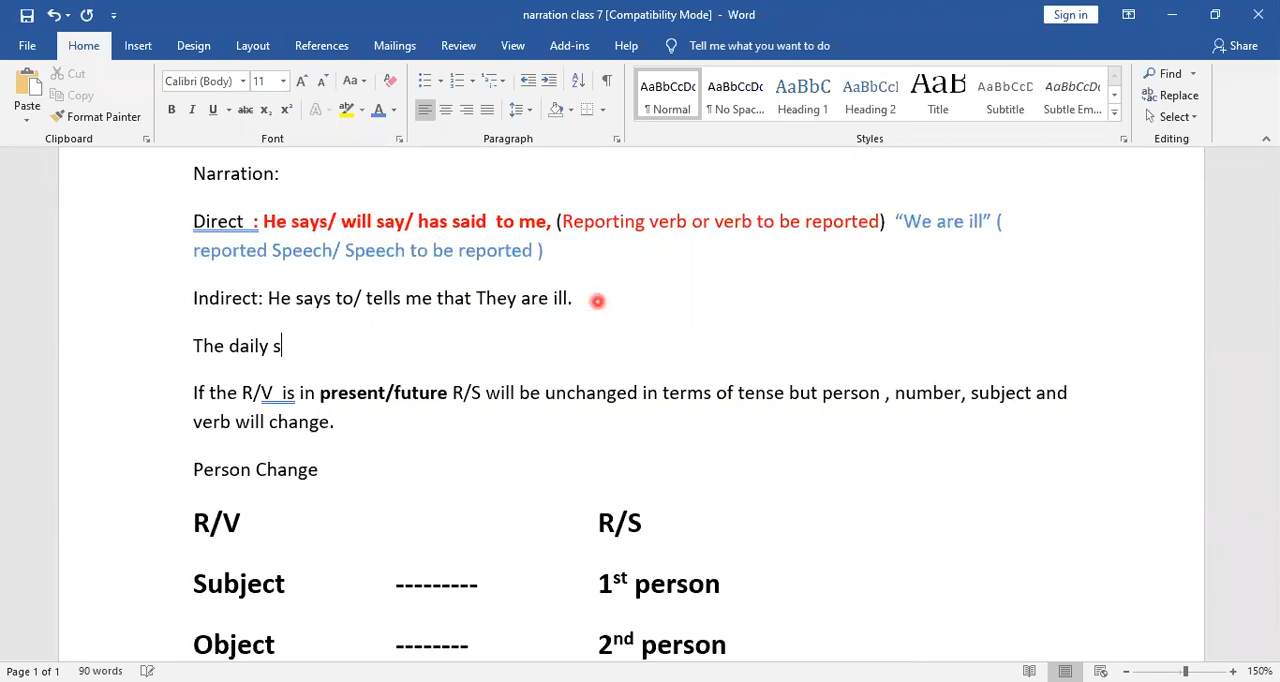 narration class 7 [Compatibility Mode] - Word
Sign in
File Home Insert Design Layout References Mailings Review View Add-ins Help Tell me what you want to do Share
Cut
Copy
Format Painter
Paste
Clipboard
Calibri (Body) 11
Font
Paragraph
AaBbCcDc AaBbCcDc AaBbC AaBbCcI AaB AaBbCcD AaBbCcDc
¶ Normal ¶ No Spac... Heading 1 Heading 2 Title Subtitle Subtle Em...
Styles
Find
Replace
Select
Editing
Narration:
Direct : He says/ will say/ has said to me, (Reporting verb or verb to be reported) “We are ill” (
reported Speech/ Speech to be reported )
Indirect: He says to/ tells me that They are ill.
The daily s
If the R/V is in present/future R/S will be unchanged in terms of tense but person , number, subject and
verb will change.
Person Change
R/V R/S
Subject --------- 1st person
Object -------- 2nd person
Page 1 of 1 90 words 150%